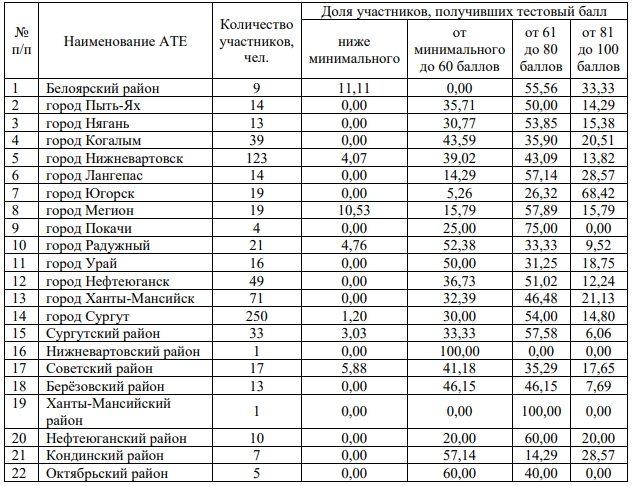 № п/п Наименование АТЕ Количество участников, чел. Доля участников, получивших тестовый балл
ниже минимального от минимального до 60 баллов от 61 до 80 баллов от 81 до 100 баллов
1 Белоярский район 9 11,11 0,00 55,56 33,33
2 город Пыть-Ях 14 0,00 35,71 50,00 14,29
3 город Нягань 13 0,00 30,77 53,85 15,38
4 город Когалым 39 0,00 43,59 35,90 20,51
5 город Нижневартовск 123 4,07 39,02 43,09 13,82
6 город Лангепас 14 0,00 14,29 57,14 28,57
7 город Югорск 19 0,00 5,26 26,32 68,42
8 город Мегион 19 10,53 15,79 57,89 15,79
9 город Покачи 4 0,00 25,00 75,00 0,00
10 город Радужный 21 4,76 52,38 33,33 9,52
11 город Урай 16 0,00 50,00 31,25 18,75
12 город Нефтеюганск 49 0,00 36,73 51,02 12,24
13 город Ханты-Мансийск 71 0,00 32,39 46,48 21,13
14 город Сургут 250 1,20 30,00 54,00 14,80
15 Сургутский район 33 3,03 33,33 57,58 6,06
16 Нижневартовский район 1 0,00 100,00 0,00 0,00
17 Советский район 17 5,88 41,18 35,29 17,65
18 Берёзовский район 13 0,00 46,15 46,15 7,69
19 Ханты-Мансийский район 1 0,00 0,00 100,00 0,00
20 Нефтеюганский район 10 0,00 20,00 60,00 20,00
21 Кондинский район 7 0,00 57,14 14,29 28,57
22 Октябрьский район 5 0,00 60,00 40,00 0,00